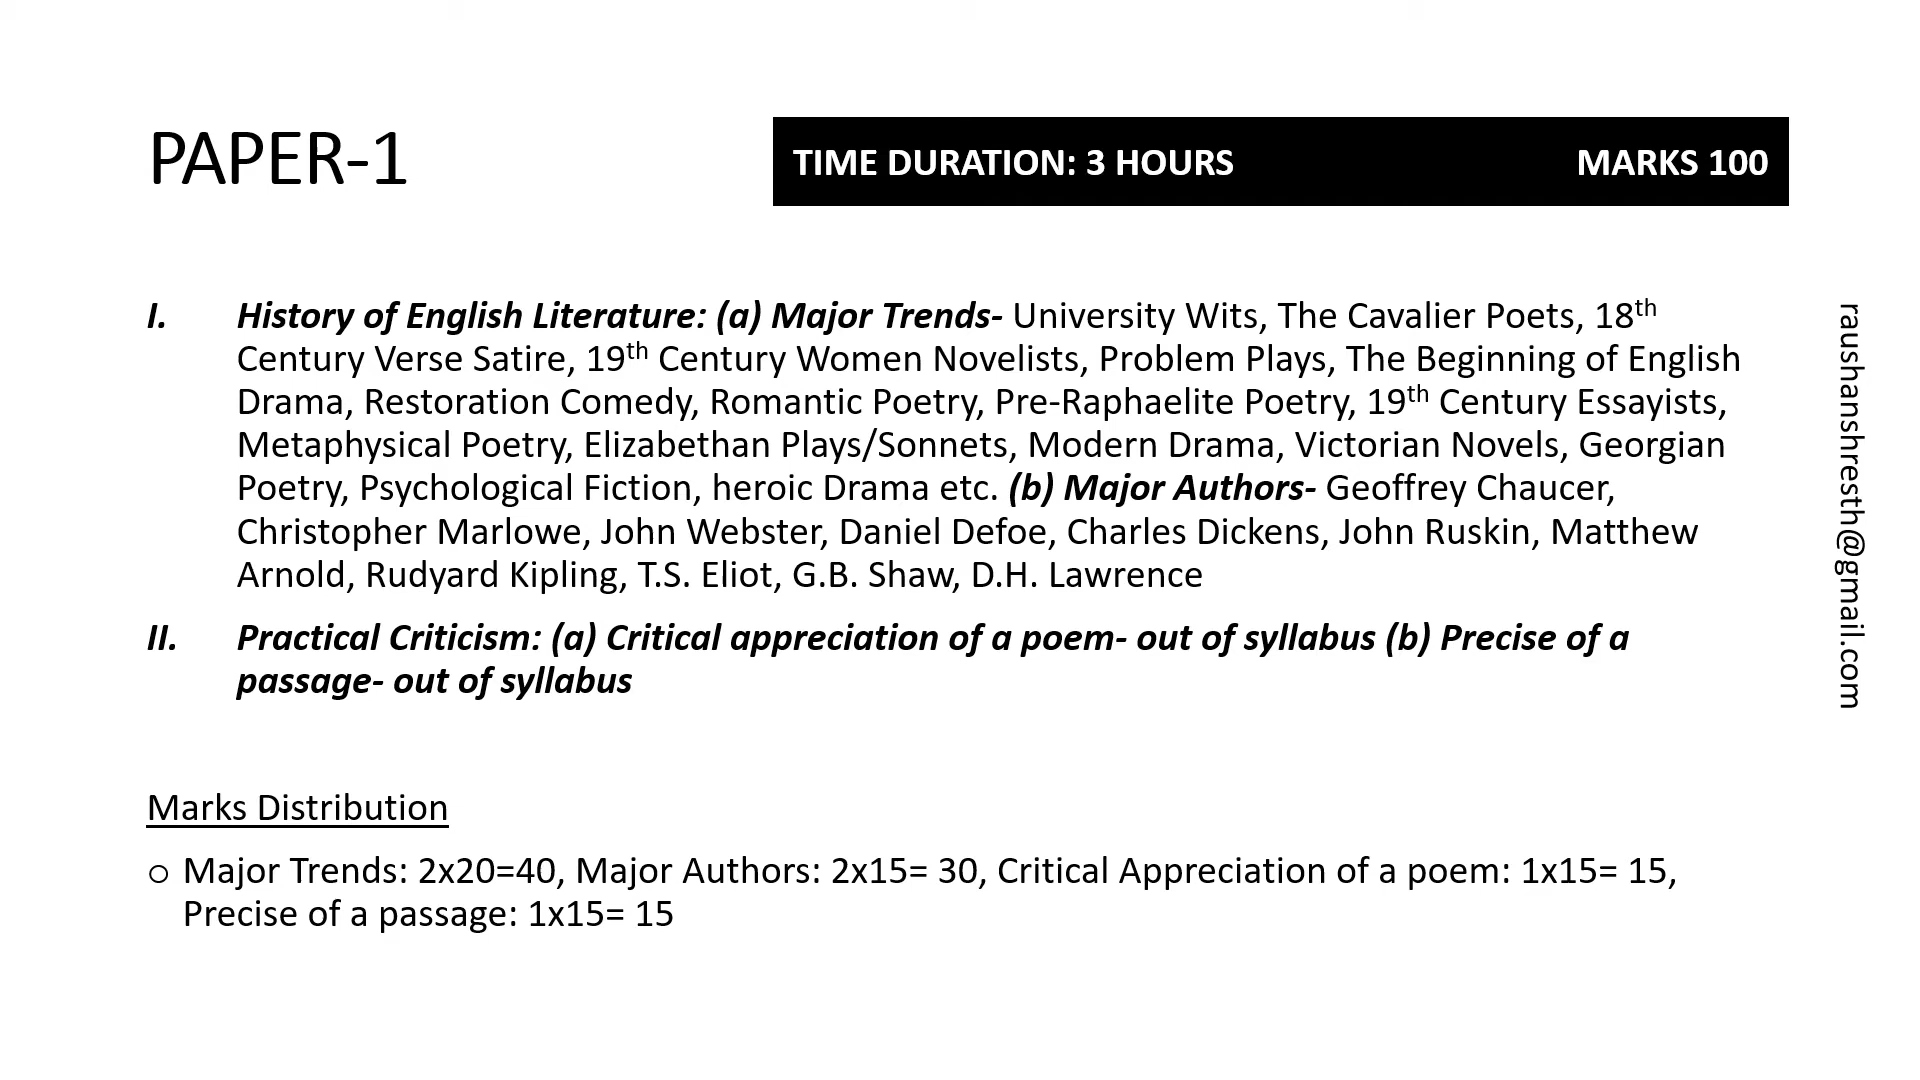 PAPER-1
TIME DURATION: 3 HOURS MARKS 100
I. History of English Literature: (a) Major Trends- University Wits, The Cavalier Poets, 18th
Century Verse Satire, 19th Century Women Novelists, Problem Plays, The Beginning of English
Drama, Restoration Comedy, Romantic Poetry, Pre-Raphaelite Poetry, 19th Century Essayists,
Metaphysical Poetry, Elizabethan Plays/Sonnets, Modern Drama, Victorian Novels, Georgian
Poetry, Psychological Fiction, heroic Drama etc. (b) Major Authors- Geoffrey Chaucer,
Christopher Marlowe, John Webster, Daniel Defoe, Charles Dickens, John Ruskin, Matthew
Arnold, Rudyard Kipling, T.S. Eliot, G.B. Shaw, D.H. Lawrence
II. Practical Criticism: (a) Critical appreciation of a poem- out of syllabus (b) Precise of a
passage- out of syllabus
Marks Distribution
o Major Trends: 2x20=40, Major Authors: 2x15= 30, Critical Appreciation of a poem: 1x15= 15,
Precise of a passage: 1x15= 15
raushanshresth@gmail.com